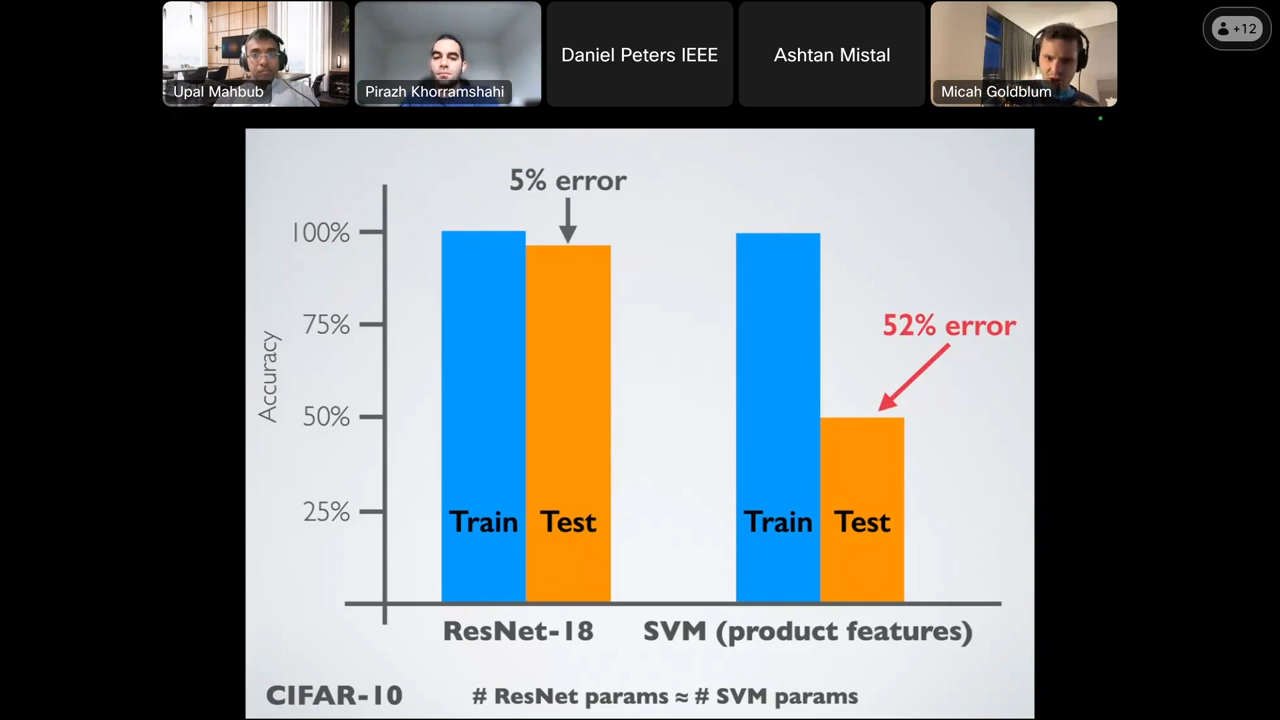 Upal Mahbub
Pirazh Khorramshahi
Daniel Peters IEEE
Ashtan Mistal
Micah Goldblum
+12
5% error
100%
75%
52% error
Accuracy
50%
25%
Train
Test
Train
Test
ResNet-18
SVM (product features)
CIFAR-10
# ResNet params ≈ # SVM params